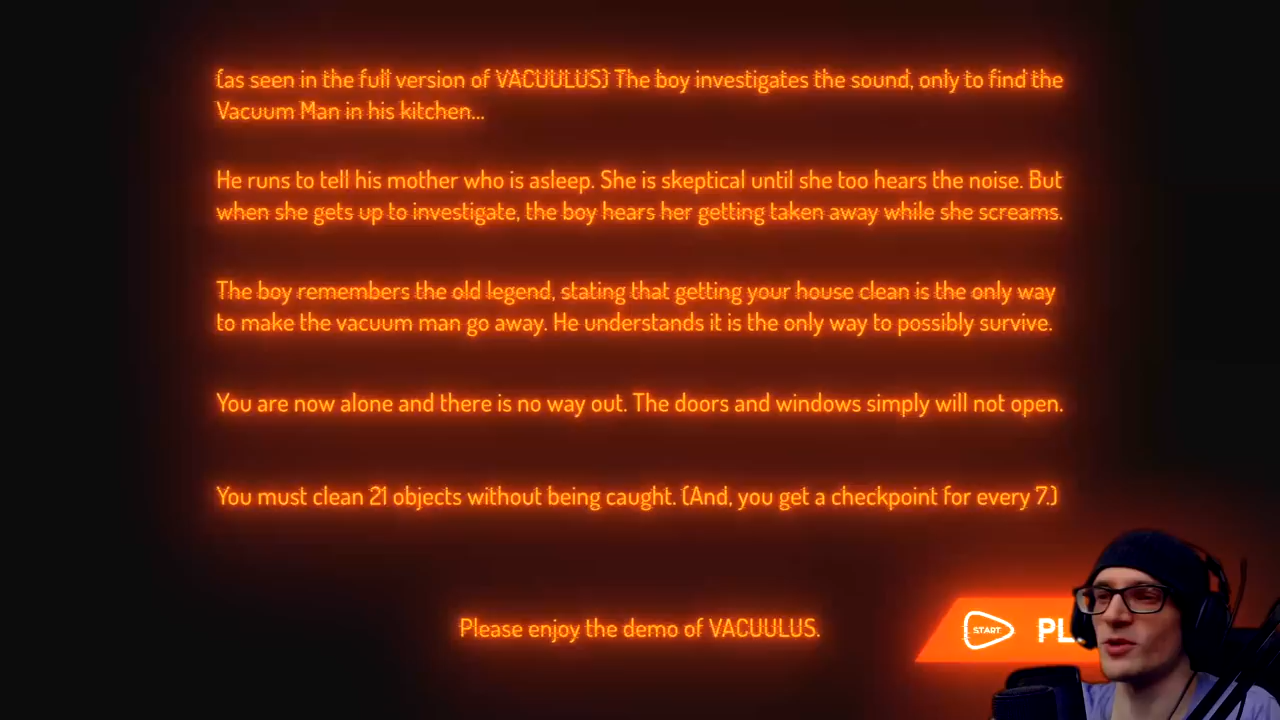 (as seen in the full version of VACUULUS) The boy investigates the sound, only to find the
Vacuum Man in his kitchen...
He runs to tell his mother who is asleep. She is skeptical until she too hears the noise. But
when she gets up to investigate, the boy hears her getting taken away while she screams.
The boy remembers the old legend, stating that getting your house clean is the only way
to make the vacuum man go away. He understands it is the only way to possibly survive.
You are now alone and there is no way out. The doors and windows simply will not open.
You must clean 21 objects without being caught. (And, you get a checkpoint for every 7.)
Please enjoy the demo of VACUULUS.
START